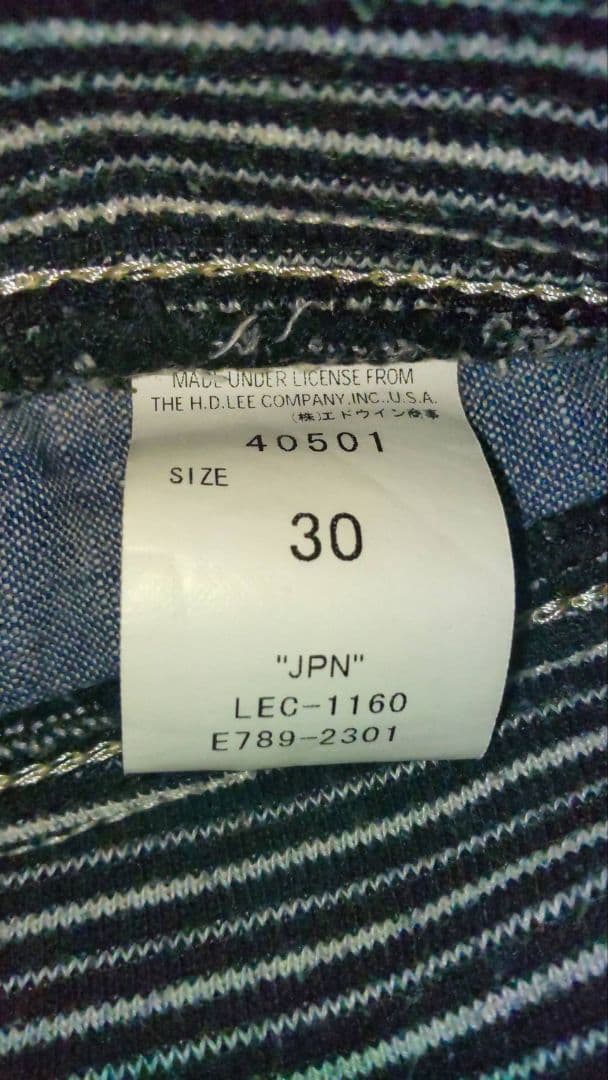 MADE UNDER LICENSE FROM
THE H.D.LEE COMPANY,INC.,U.S.A.
(株)エドウイン商事
40501
SIZE
30
"JPN"
LEC-1160
E789-2301